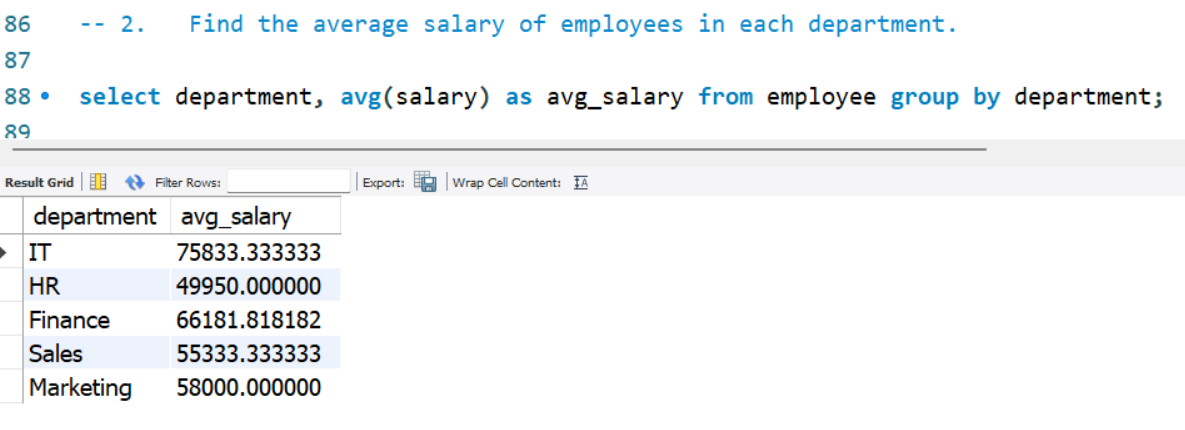 86 -- 2. Find the average salary of employees in each department.
87
88 select department, avg(salary) as avg_salary from employee group by department;
89
Result Grid Filter Rows: Export: Wrap Cell Content: IA
department avg_salary
IT 75833.333333
HR 49950.000000
Finance 66181.818182
Sales 55333.333333
Marketing 58000.000000